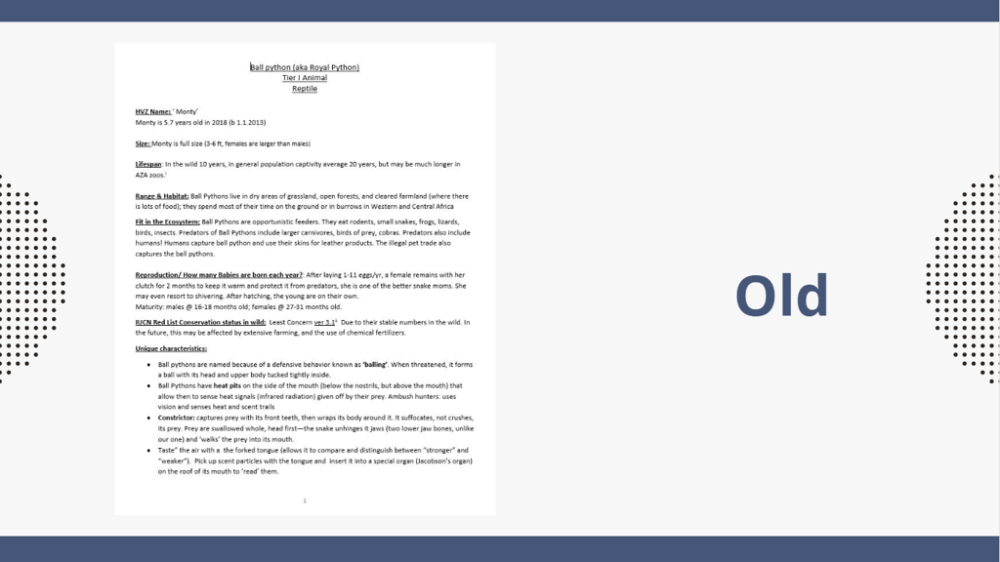 Ball python (aka Royal Python)
Tier I Animal
Reptile
HVZ Name: ' Monty'
Monty is 5.7 years old in 2018 (b 1.1.2013)
Size: Monty is full size (3-6 ft, females are larger than males)
Lifespan: In the wild 10 years, in general population captivity average 20 years, but may be much longer in
AZA zoos.i
Range & Habitat: Ball Pythons live in dry areas of grassland, open forests, and cleared farmland (where there
is lots of food); they spend most of their time on the ground or in burrows in Western and Central Africa
Fit in the Ecosystem: Ball Pythons are opportunistic feeders. They eat rodents, small snakes, frogs, lizards,
birds, insects. Predators of Ball Pythons include larger carnivores, birds of prey, cobras. Predators also include
humans! Humans capture ball python and use their skins for leather products. The illegal pet trade also
captures the ball pythons.
Reproduction/ How many Babies are born each year?: After laying 1-11 eggs/yr, a female remains with her
clutch for 2 months to keep it warm and protect it from predators, she is one of the better snake moms. She
may even resort to shivering. After hatching, the young are on their own.
Maturity: males @ 16-18 months old; females @ 27-31 months old.
IUCN Red List Conservation status in wild: Least Concern ver 3.1ii Due to their stable numbers in the wild. In
the future, this may be affected by extensive farming, and the use of chemical fertilizers.
Unique characteristics:
• Ball pythons are named because of a defensive behavior known as 'balling'. When threatened, it forms
a ball with its head and upper body tucked tightly inside.
• Ball Pythons have heat pits on the side of the mouth (below the nostrils, but above the mouth) that
allow then to sense heat signals (infrared radiation) given off by their prey. Ambush hunters: uses
vision and senses heat and scent trails
• Constrictor: captures prey with its front teeth, then wraps its body around it. It suffocates, not crushes,
its prey. Prey are swallowed whole, head first—the snake unhinges it jaws (two lower jaw bones, unlike
our one) and 'walks' the prey into its mouth.
• Taste" the air with a the forked tongue (allows it to compare and distinguish between "stronger" and
"weaker"). Pick up scent particles with the tongue and insert it into a special organ (Jacobson's organ)
on the roof of its mouth to 'read' them.
1
Old